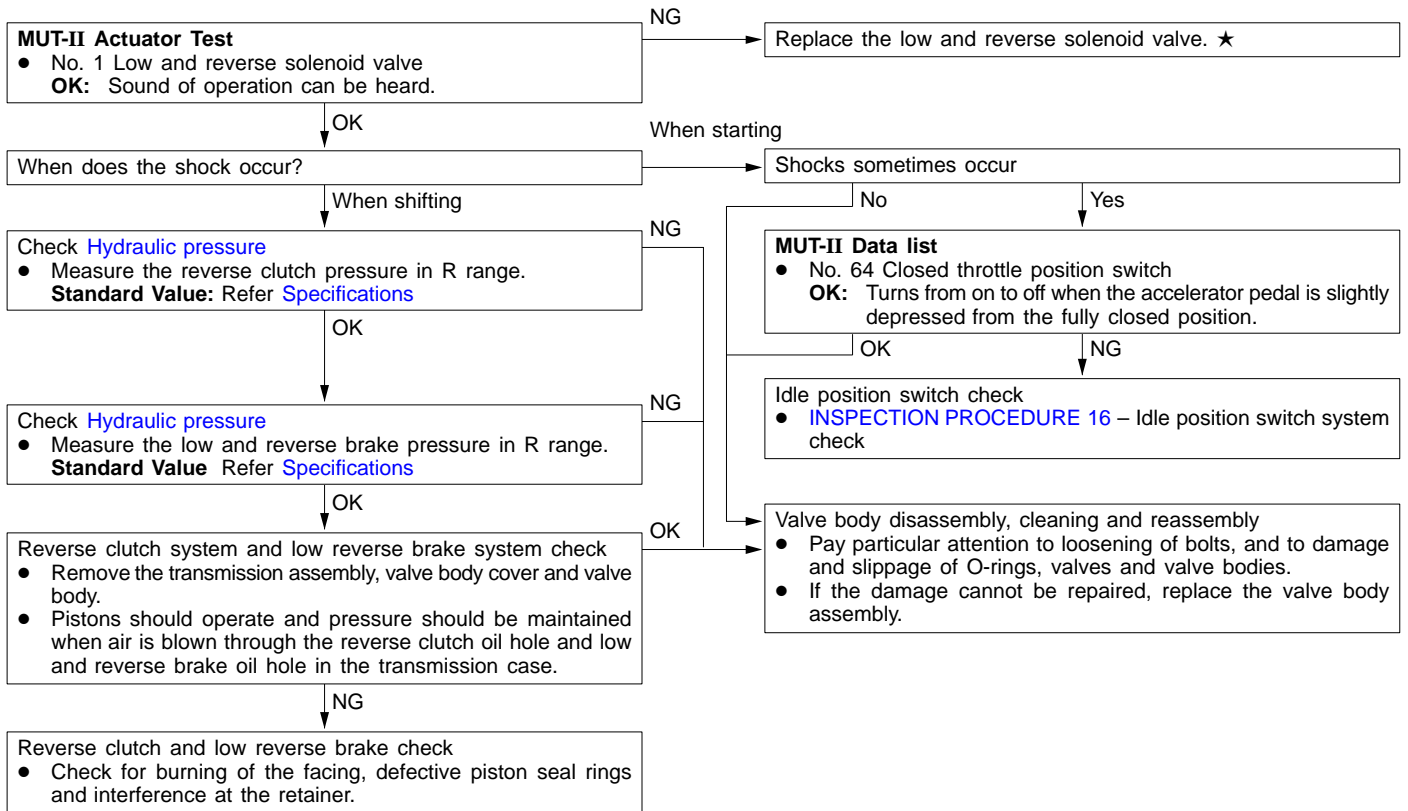 MUT-II Actuator Test
● No. 1 Low and reverse solenoid valve
OK: Sound of operation can be heard.
NG
Replace the low and reverse solenoid valve. ★
OK
When does the shock occur?
When starting
Shocks sometimes occur
When shifting
No
Yes
Check Hydraulic pressure
● Measure the reverse clutch pressure in R range.
Standard Value: Refer Specifications
NG
MUT-II Data list
● No. 64 Closed throttle position switch
OK: Turns from on to off when the accelerator pedal is slightly
depressed from the fully closed position.
OK
OK
NG
Idle position switch check
● INSPECTION PROCEDURE 16 – Idle position switch system
check
Check Hydraulic pressure
● Measure the low and reverse brake pressure in R range.
Standard Value Refer Specifications
NG
OK
Reverse clutch system and low reverse brake system check
● Remove the transmission assembly, valve body cover and valve
body.
● Pistons should operate and pressure should be maintained
when air is blown through the reverse clutch oil hole and low
and reverse brake oil hole in the transmission case.
OK
Valve body disassembly, cleaning and reassembly
● Pay particular attention to loosening of bolts, and to damage
and slippage of O-rings, valves and valve bodies.
● If the damage cannot be repaired, replace the valve body
assembly.
NG
Reverse clutch and low reverse brake check
● Check for burning of the facing, defective piston seal rings
and interference at the retainer.